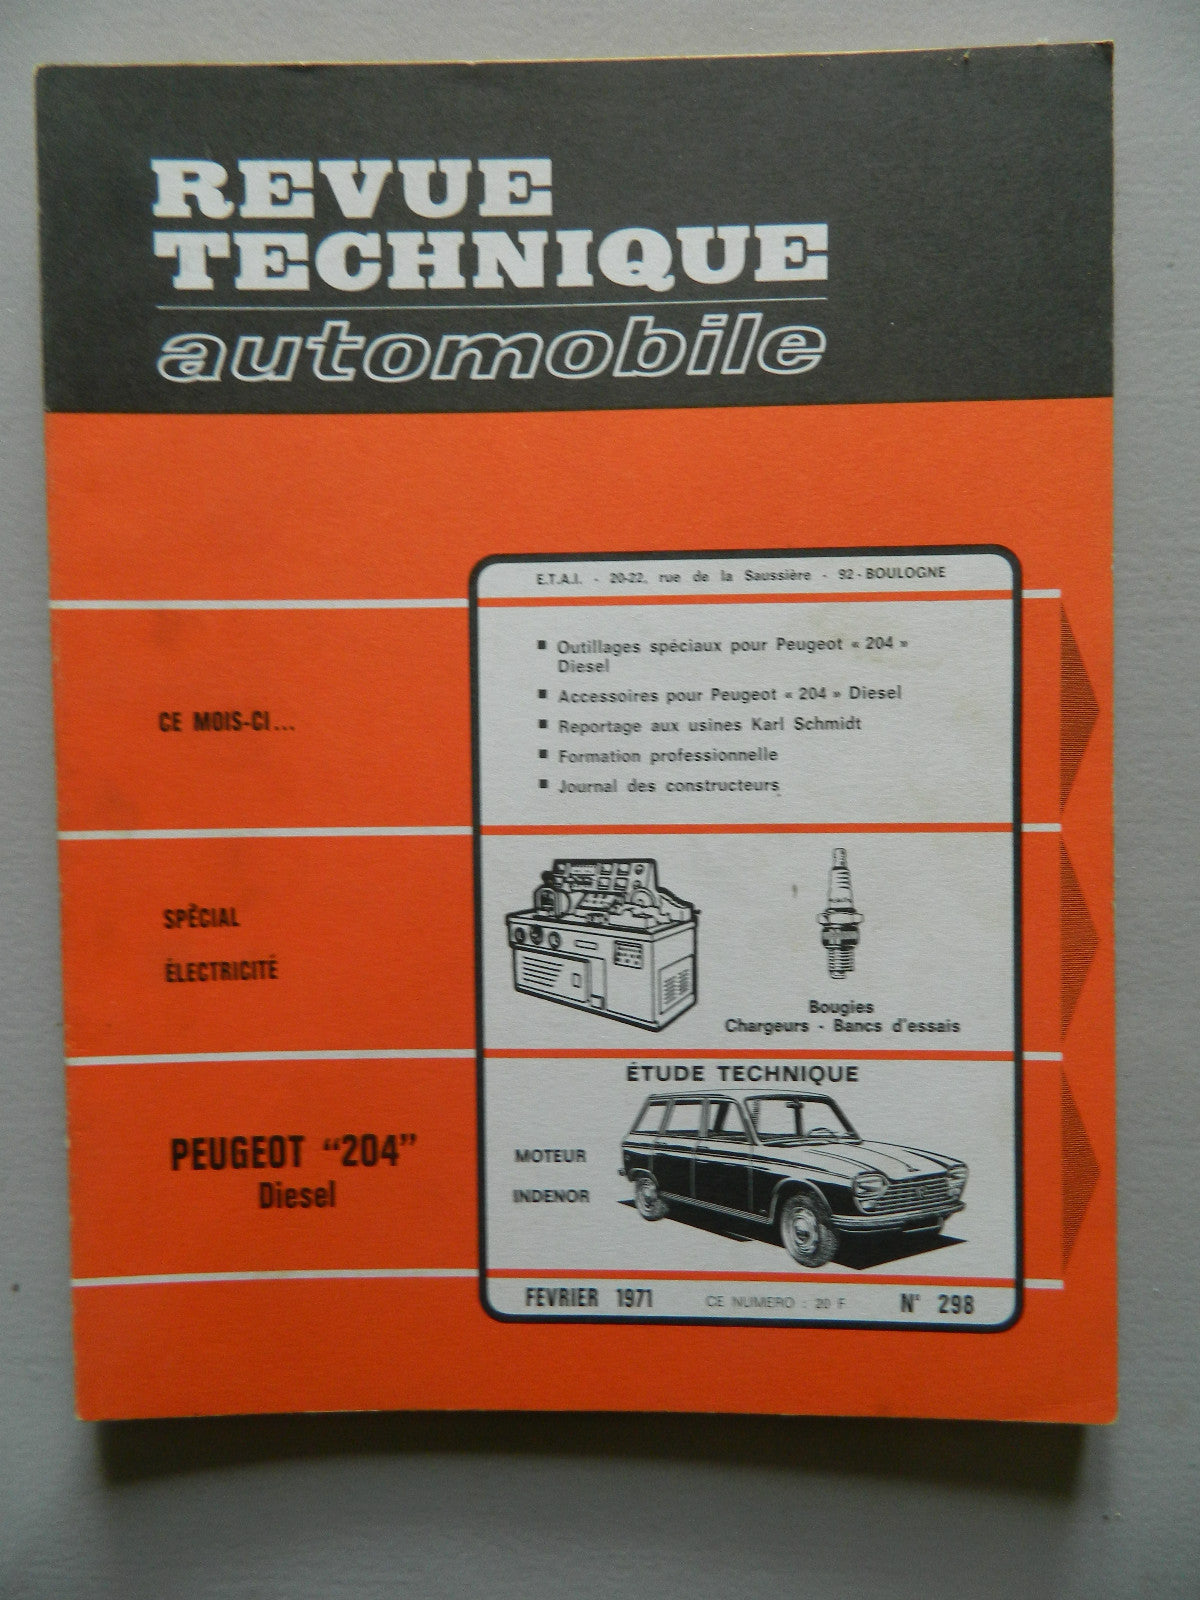 REVUE
TECHNIQUE
automobile
E.T.A.I. - 20-22, rue de la Saussière - 92 - BOULOGNE
CE MOIS-CI...
■ Outillages spéciaux pour Peugeot « 204 »
Diesel
■ Accessoires pour Peugeot « 204 » Diesel
■ Reportage aux usines Karl Schmidt
■ Formation professionnelle
■ Journal des constructeurs
SPÉCIAL
ÉLECTRICITÉ
Bougies
Chargeurs - Bancs d'essais
PEUGEOT "204"
Diesel
ÉTUDE TECHNIQUE
MOTEUR
INDENOR
FEVRIER 1971 CE NUMERO : 20 F N° 298